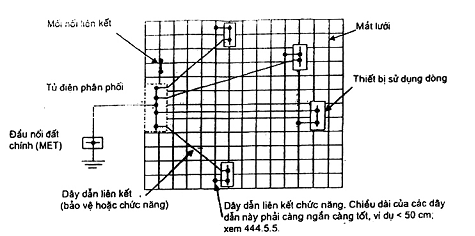 Mối nối liên kết
Mắt lưới
Tủ điện phân phối
Thiết bị sử dụng dòng
Đầu nối đất
chính (MET)
Dây dẫn liên kết
(bảo vệ hoặc chức năng)
Dây dẫn liên kết chức năng. Chiều dài của các dây
dẫn này phải càng ngắn càng tốt, ví dụ < 50 cm;
xem 444.5.5.